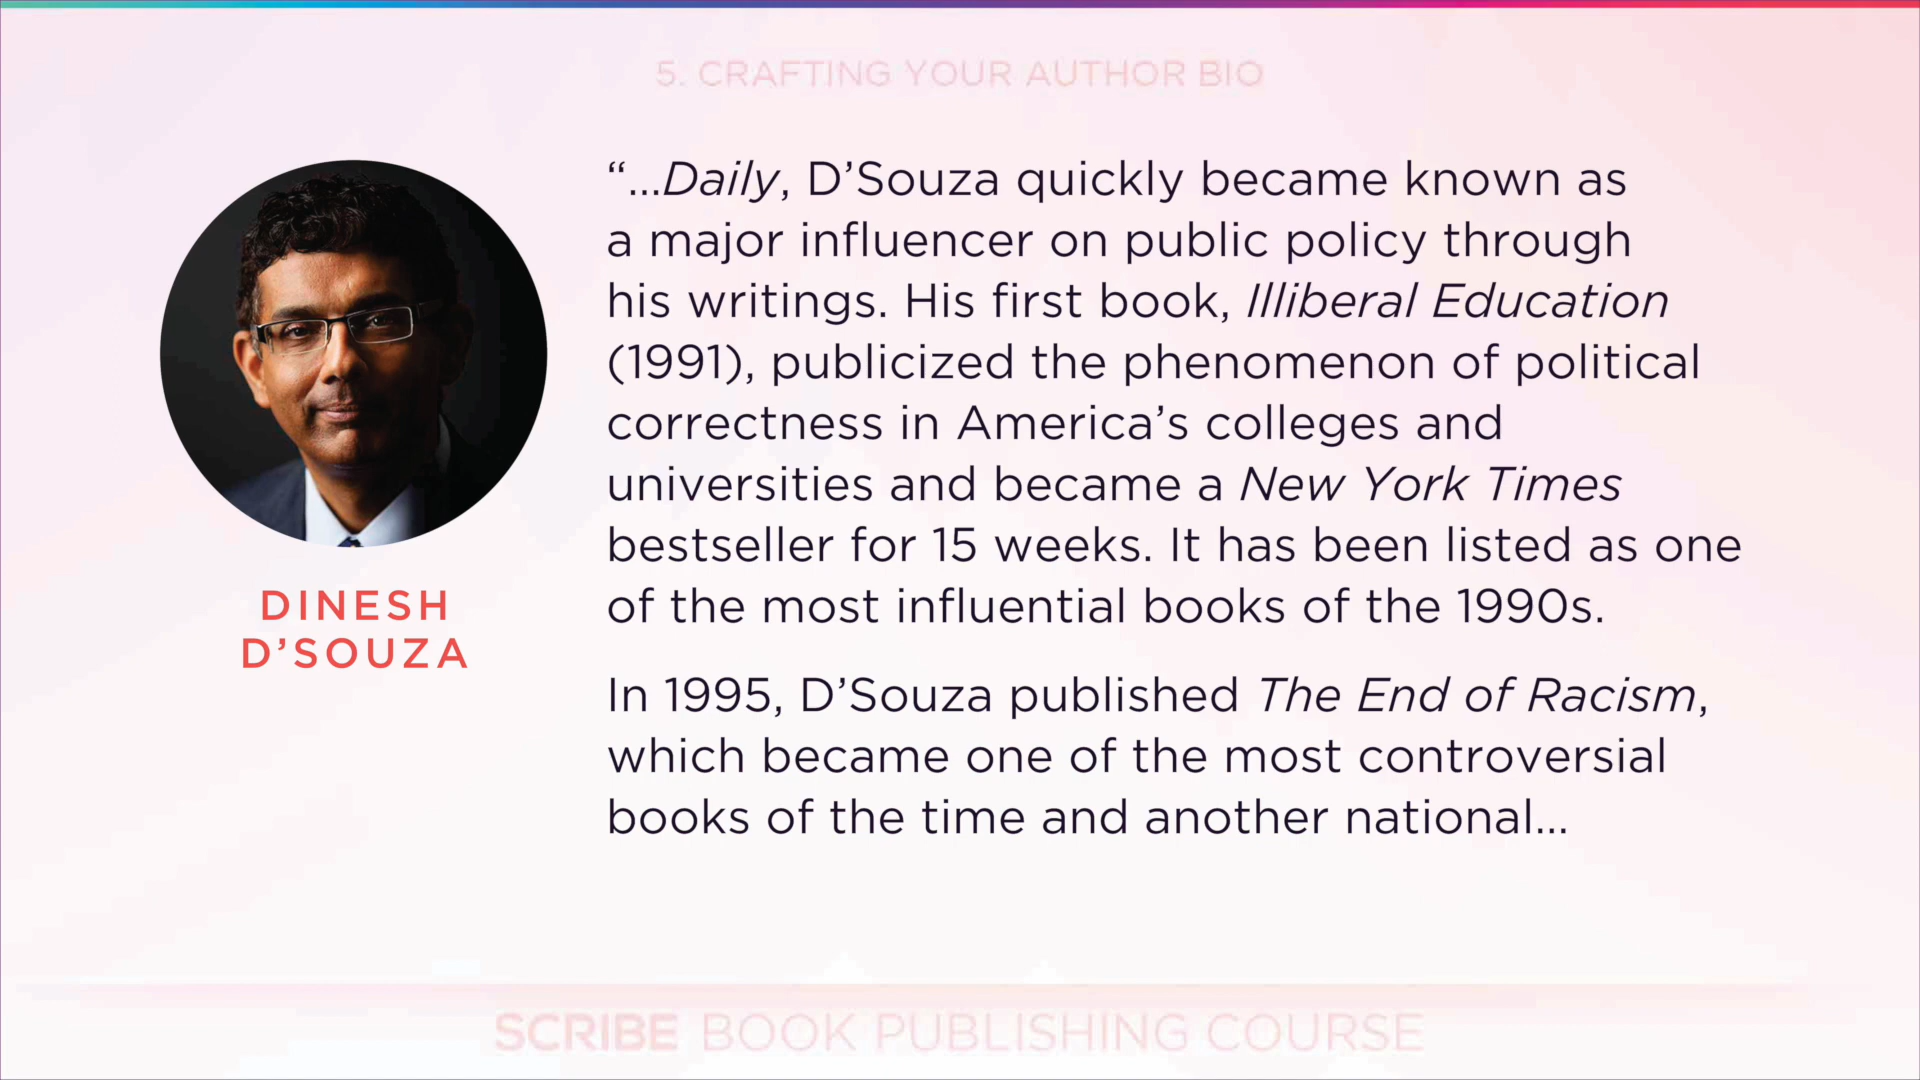 5. CRAFTING YOUR AUTHOR BIO
“...Daily, D’Souza quickly became known as
a major influencer on public policy through
his writings. His first book, Illiberal Education
(1991), publicized the phenomenon of political
correctness in America’s colleges and
universities and became a New York Times
bestseller for 15 weeks. It has been listed as one
of the most influential books of the 1990s.
In 1995, D’Souza published The End of Racism,
which became one of the most controversial
books of the time and another national...
DINESH
D’SOUZA
SCRIBE BOOK PUBLISHING COURSE